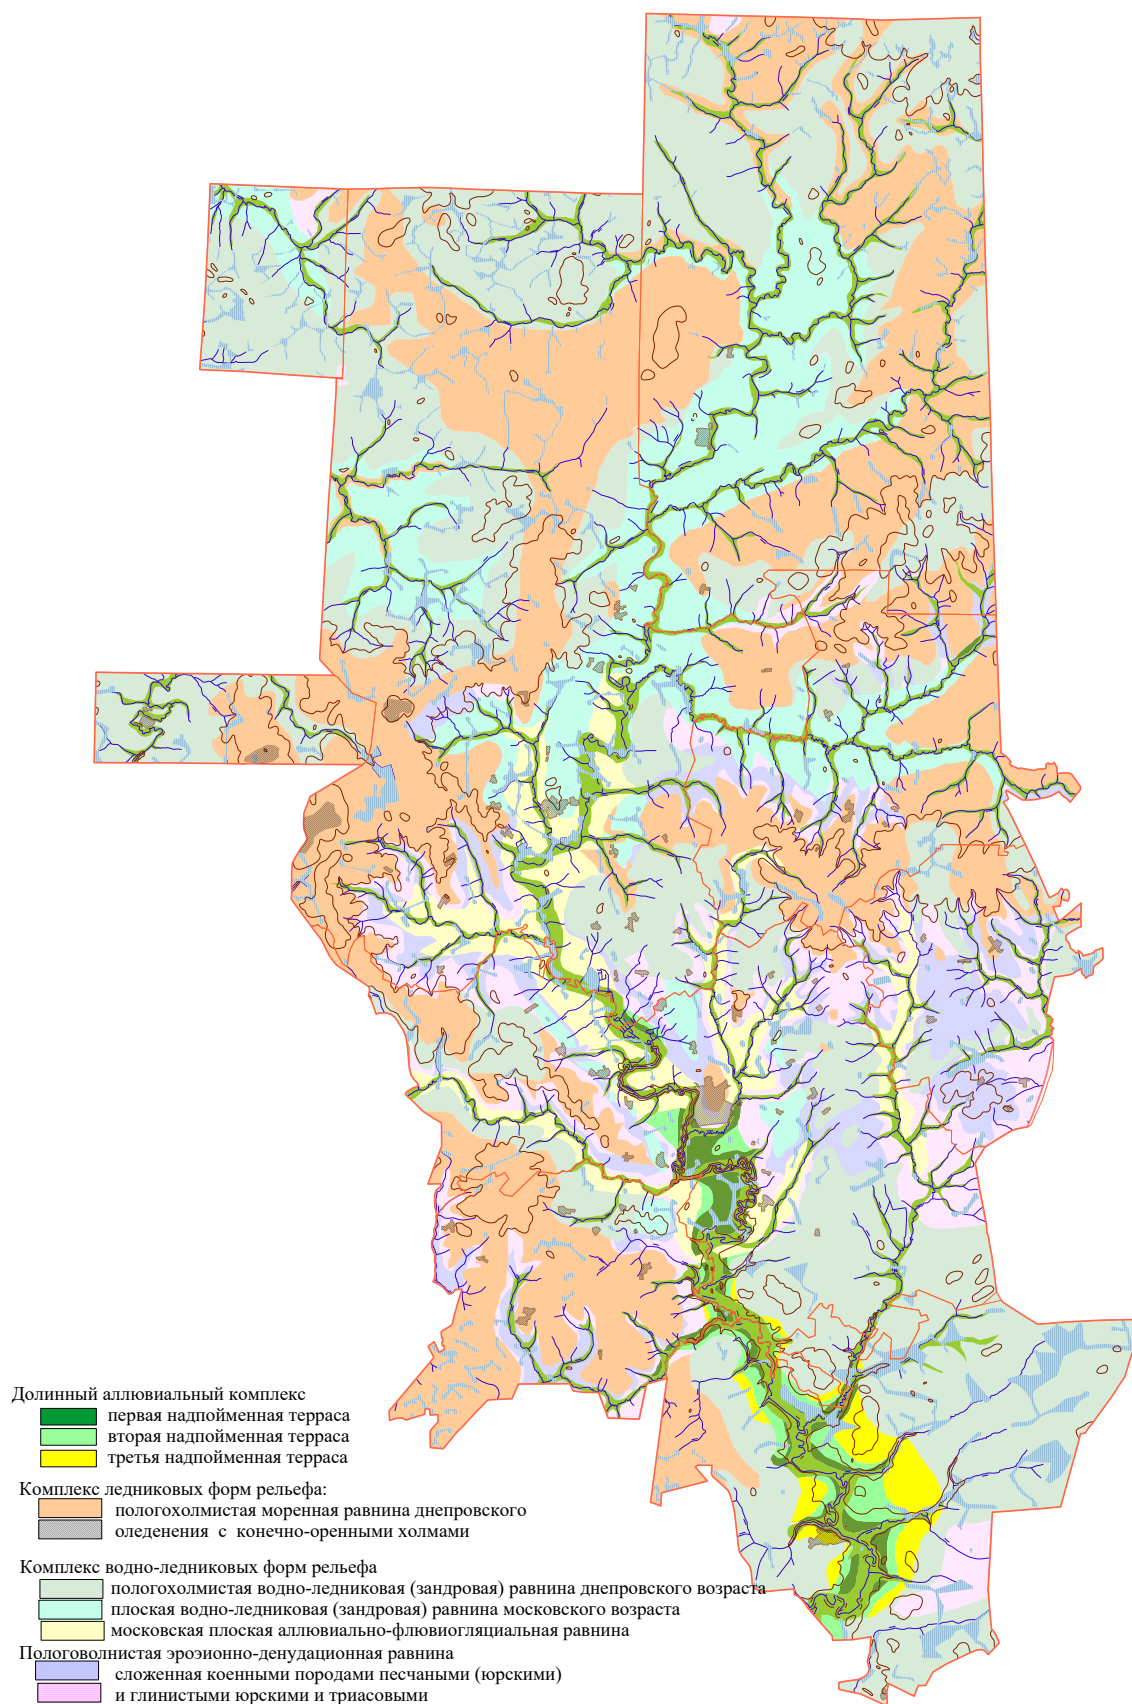 Долинный аллювиальный комплекс
первая надпойменная терраса
вторая надпойменная терраса
третья надпойменная терраса
Комплекс ледниковых форм рельефа:
пологохолмистая моренная равнина днепровского
оледенения с конечно-оренными холмами
Комплекс водно-ледниковых форм рельефа
пологохолмистая водно-ледниковая (зандровая) равнина днепровского возраста
плоская водно-ледниковая (зандровая) равнина московского возраста
московская плоская аллювиально-флювиогляциальная равнина
Пологоволнистая эроэионно-денудационная равнина
сложенная коенными породами песчаными (юрскими)
и глинистыми юрскими и триасовыми